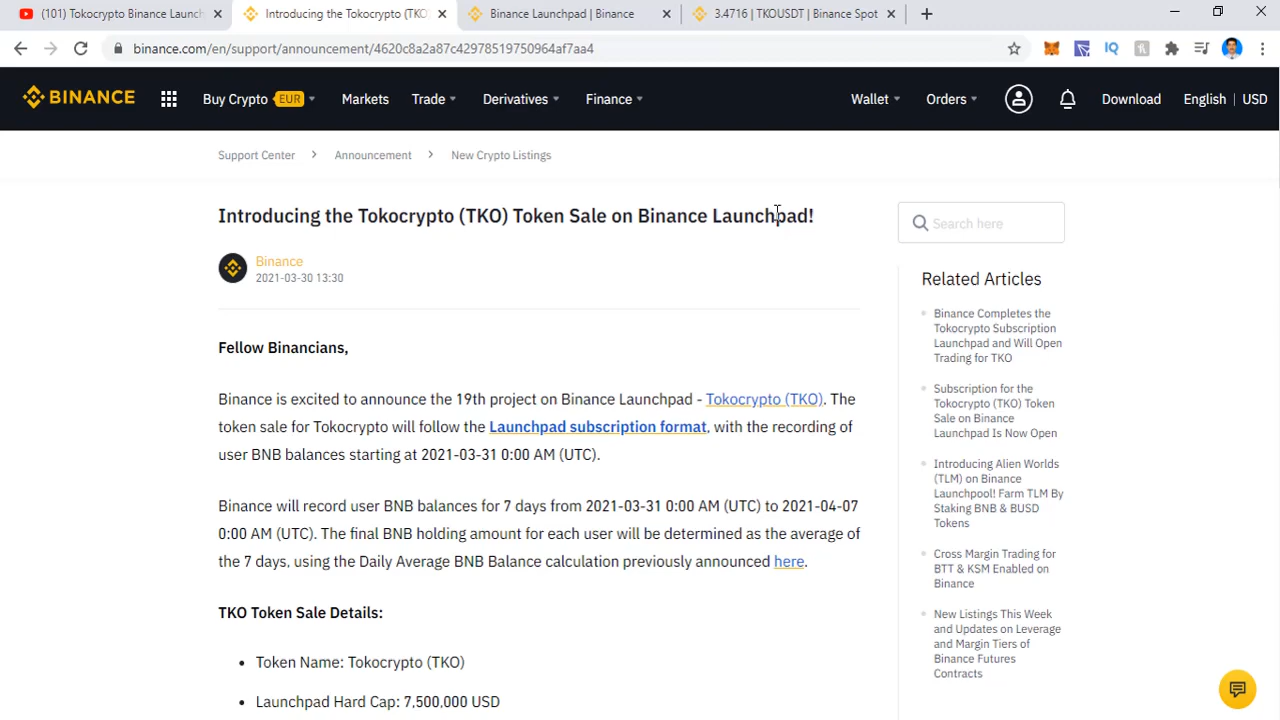 (101) Tokocrypto Binance Launch
Introducing the Tokocrypto (TKO)
Binance Launchpad | Binance
3.4716 | TKOUSDT | Binance Spot
binance.com/en/support/announcement/4620c8a2a87c42978519750964af7aa4
IQ
BINANCE
Buy Crypto EUR
Markets
Trade
Derivatives
Finance
Wallet
Orders
Download
English | USD
Support Center
Announcement
New Crypto Listings
Introducing the Tokocrypto (TKO) Token Sale on Binance Launchpad!
Binance
2021-03-30 13:30
Fellow Binancians,
Binance is excited to announce the 19th project on Binance Launchpad - Tokocrypto (TKO). The
token sale for Tokocrypto will follow the Launchpad subscription format, with the recording of
user BNB balances starting at 2021-03-31 0:00 AM (UTC).
Binance will record user BNB balances for 7 days from 2021-03-31 0:00 AM (UTC) to 2021-04-07
0:00 AM (UTC). The final BNB holding amount for each user will be determined as the average of
the 7 days, using the Daily Average BNB Balance calculation previously announced here.
TKO Token Sale Details:
Token Name: Tokocrypto (TKO)
Launchpad Hard Cap: 7,500,000 USD
Search here
Related Articles
Binance Completes the
Tokocrypto Subscription
Launchpad and Will Open
Trading for TKO
Subscription for the
Tokocrypto (TKO) Token
Sale on Binance
Launchpad Is Now Open
Introducing Alien Worlds
(TLM) on Binance
Launchpool! Farm TLM By
Staking BNB & BUSD
Tokens
Cross Margin Trading for
BTT & KSM Enabled on
Binance
New Listings This Week
and Updates on Leverage
and Margin Tiers of
Binance Futures
Contracts